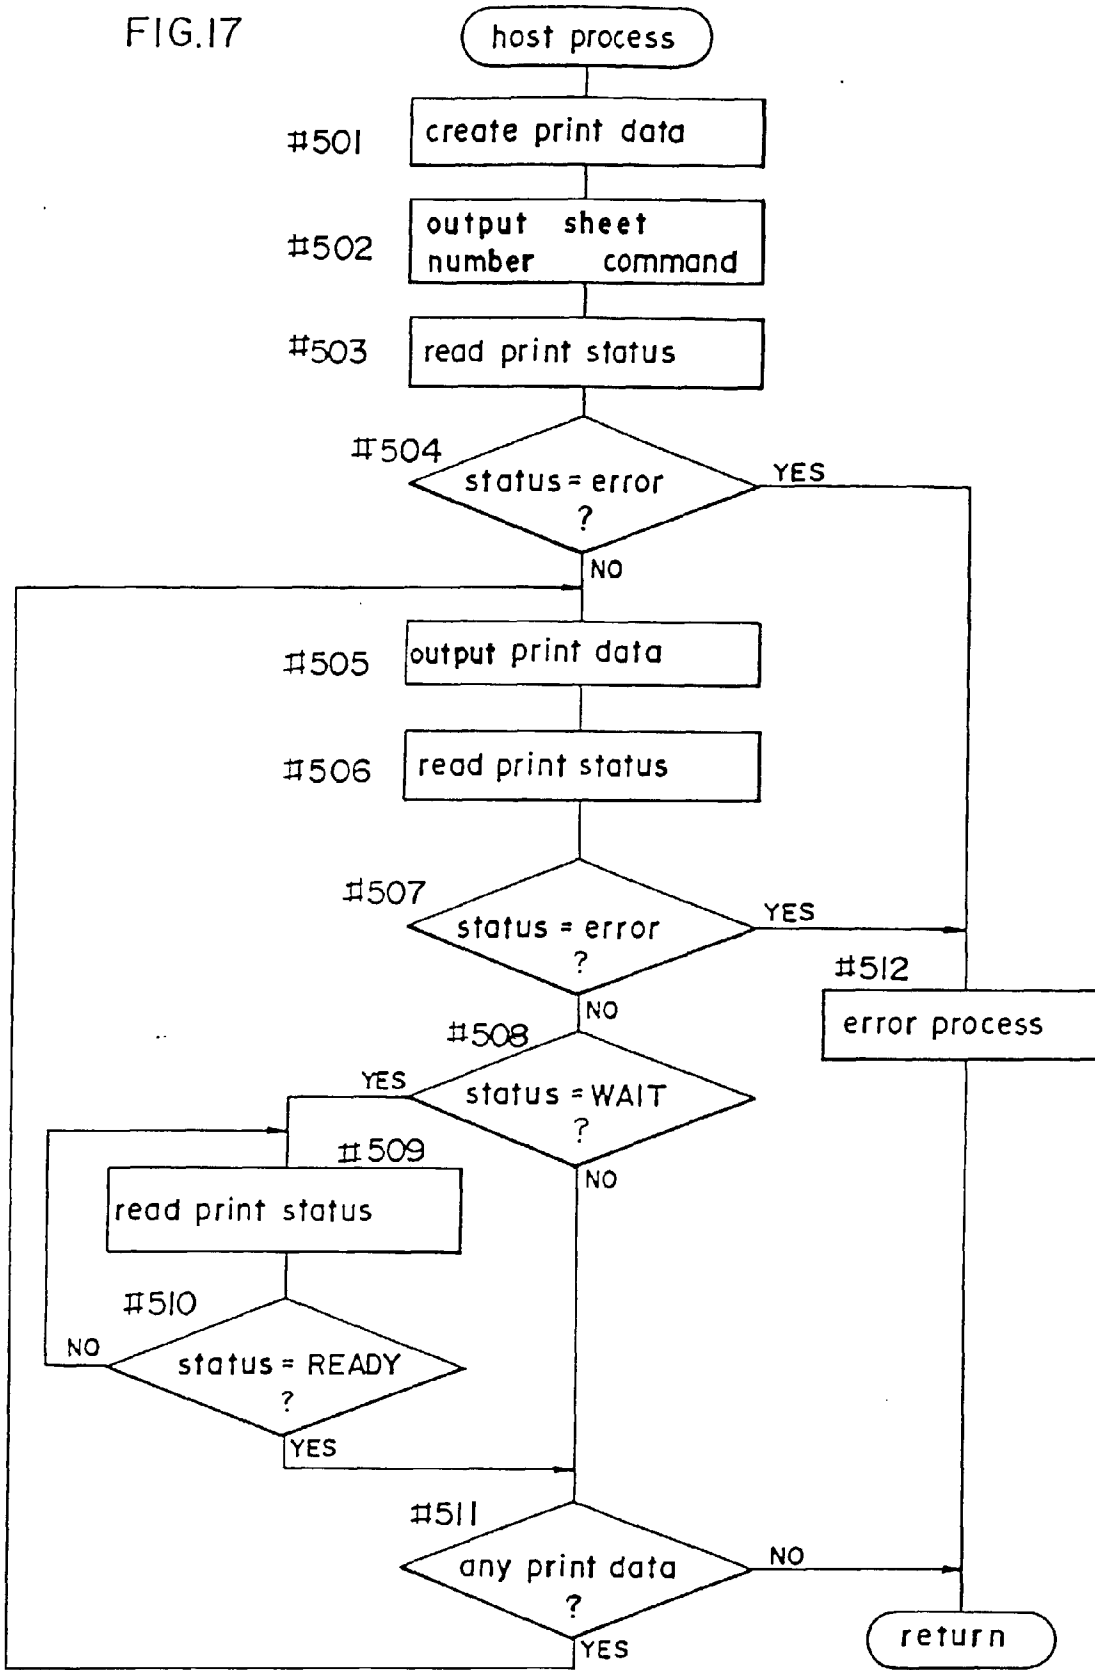 FIG.17
host process
#501
create print data
#502
output sheet
number command
#503
read print status
#504
status = error
?
YES
NO
#505
output print data
#506
read print status
#507
status = error
?
YES
NO
#512
error process
#508
status = WAIT
?
YES
NO
#509
read print status
#510
status = READY
?
NO
YES
#511
any print data
?
NO
YES
return